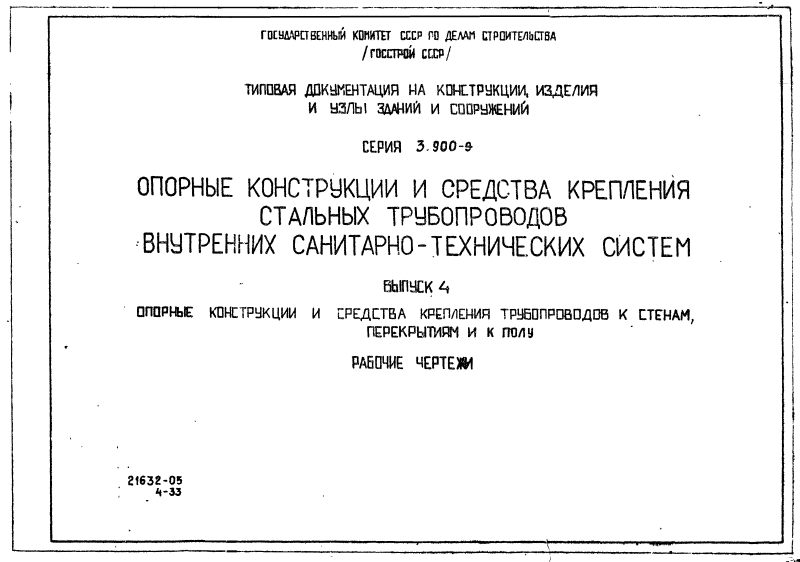 ГОСУДАРСТВЕННЫЙ КОМИТЕТ СССР ПО ДЕЛАМ СТРОИТЕЛЬСТВА
/ГОССТРОЙ СССР/
ТИПОВАЯ ДОКУМЕНТАЦИЯ НА КОНСТРУКЦИИ, ИЗДЕЛИЯ
И УЗЛЫ ЗДАНИЙ И СООРУЖЕНИЙ
СЕРИЯ 3.900-9
ОПОРНЫЕ КОНСТРУКЦИИ И СРЕДСТВА КРЕПЛЕНИЯ
СТАЛЬНЫХ ТРУБОПРОВОДОВ
ВНУТРЕННИХ САНИТАРНО-ТЕХНИЧЕСКИХ СИСТЕМ
ВЫПУСК 4
ОПОРНЫЕ КОНСТРУКЦИИ И СРЕДСТВА КРЕПЛЕНИЯ ТРУБОПРОВОДОВ К СТЕНАМ,
ПЕРЕКРЫТИЯМ И К ПОЛУ
РАБОЧИЕ ЧЕРТЕЖИ
21632-05
4-33